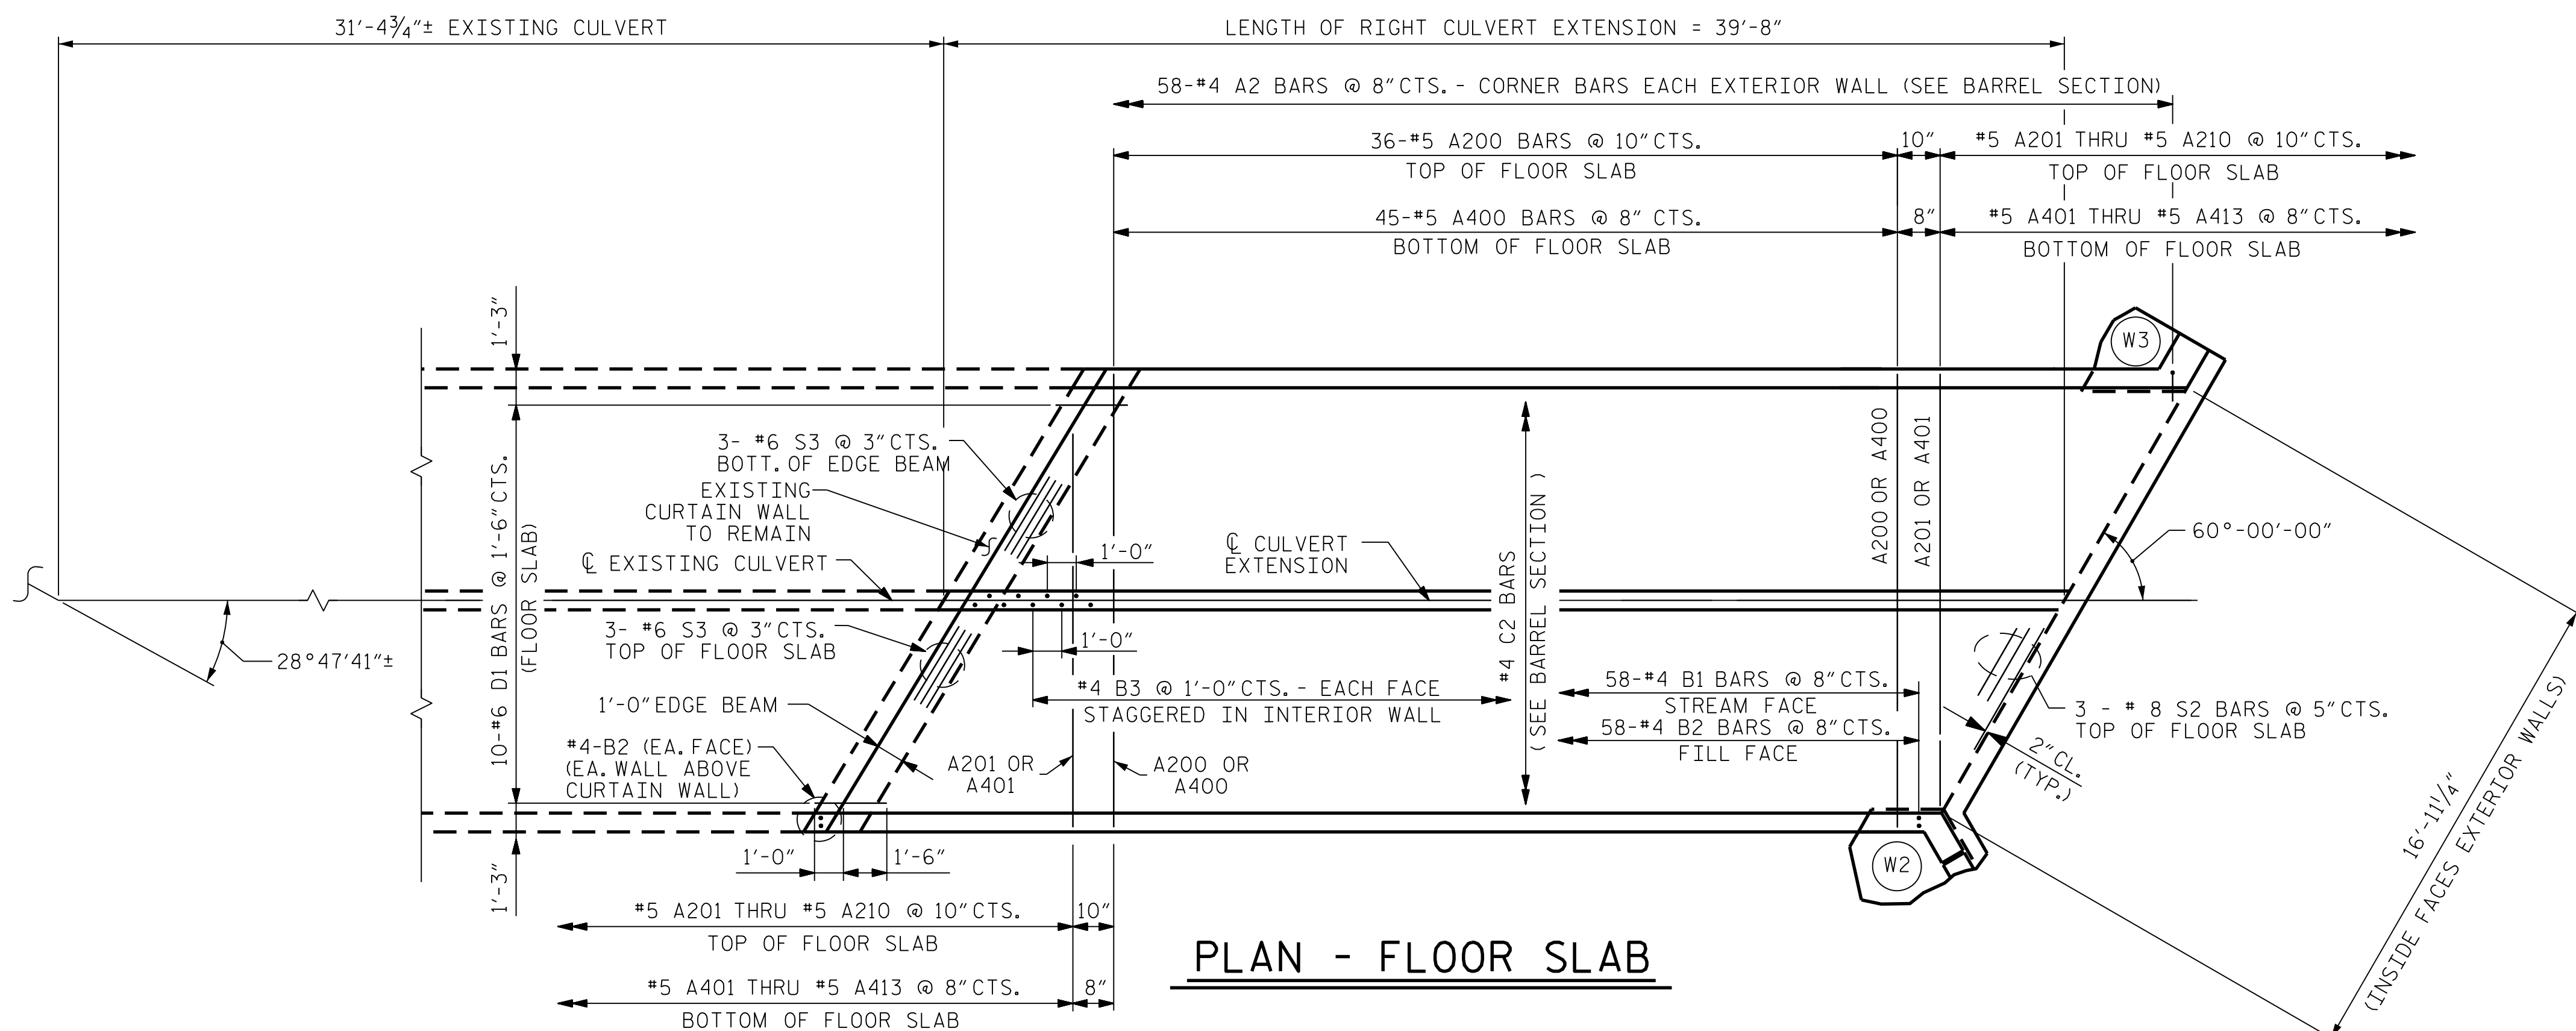 31'-4¾"± EXISTING CULVERT
LENGTH OF RIGHT CULVERT EXTENSION = 39'-8"
58-#4 A2 BARS @ 8"CTS. - CORNER BARS EACH EXTERIOR WALL (SEE BARREL SECTION)
36-#5 A200 BARS @ 10"CTS.
TOP OF FLOOR SLAB
10"
#5 A201 THRU #5 A210 @ 10"CTS.
TOP OF FLOOR SLAB
45-#5 A400 BARS @ 8" CTS.
BOTTOM OF FLOOR SLAB
8"
#5 A401 THRU #5 A413 @ 8"CTS.
BOTTOM OF FLOOR SLAB
1'-3"
W3
10-#6 D1 BARS @ 1'-6"CTS.
(FLOOR SLAB)
3- #6 S3 @ 3"CTS.
BOTT. OF EDGE BEAM
EXISTING
CURTAIN WALL
TO REMAIN
℄ EXISTING CULVERT
1'-0"
℄ CULVERT
EXTENSION
#4 C2 BARS
(SEE BARREL SECTION )
A200 OR A400
A201 OR A401
60°-00'-00"
28°47'41"±
3- #6 S3 @ 3"CTS.
TOP OF FLOOR SLAB
1'-0"
#4 B3 @ 1'-0"CTS. - EACH FACE
STAGGERED IN INTERIOR WALL
58-#4 B1 BARS @ 8"CTS.
STREAM FACE
58-#4 B2 BARS @ 8"CTS.
FILL FACE
3 - # 8 S2 BARS @ 5"CTS.
TOP OF FLOOR SLAB
2"CL.
(TYP.)
1'-0"EDGE BEAM
#4-B2 (EA. FACE)
(EA. WALL ABOVE
CURTAIN WALL)
A201 OR
A401
A200 OR
A400
16'-11¼"
(INSIDE FACES EXTERIOR WALLS)
1'-3"
1'-0"
1'-6"
W2
#5 A201 THRU #5 A210 @ 10"CTS.
TOP OF FLOOR SLAB
10"
#5 A401 THRU #5 A413 @ 8"CTS.
BOTTOM OF FLOOR SLAB
8"
PLAN - FLOOR SLAB